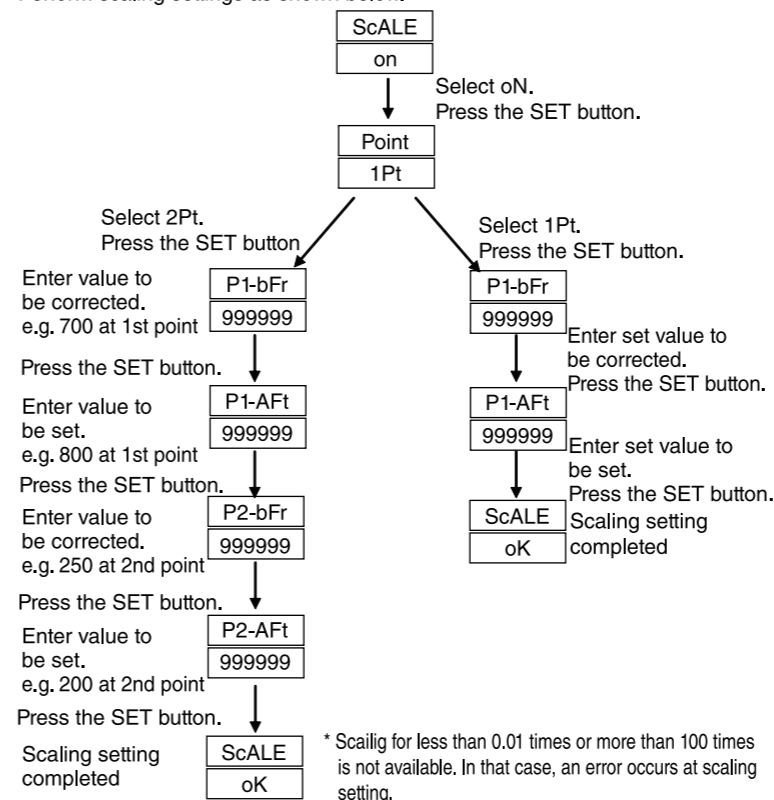 ScALE
on
Select oN.
Press the SET button.
Point
1Pt
Select 2Pt.
Press the SET button
Enter value to
be corrected.
e.g. 700 at 1st point
P1-bFr
999999
Press the SET button.
Enter value to
be set.
e.g. 800 at 1st point
P1-AFt
999999
Press the SET button.
Enter value to
be corrected.
e.g. 250 at 2nd point
P2-bFr
999999
Press the SET button.
Enter value to
be set.
e.g. 200 at 2nd point
P2-AFt
999999
Press the SET button.
Scaling setting
completed
ScALE
oK
Select 1Pt.
Press the SET button.
P1-bFr
999999
Enter set value to
be corrected.
Press the SET button.
P1-AFt
999999
Enter set value to
be set.
Press the SET button.
ScALE
oK
Scaling setting
completed
* Scailig for less than 0.01 times or more than 100 times
is not available. In that case, an error occurs at scaling
setting.